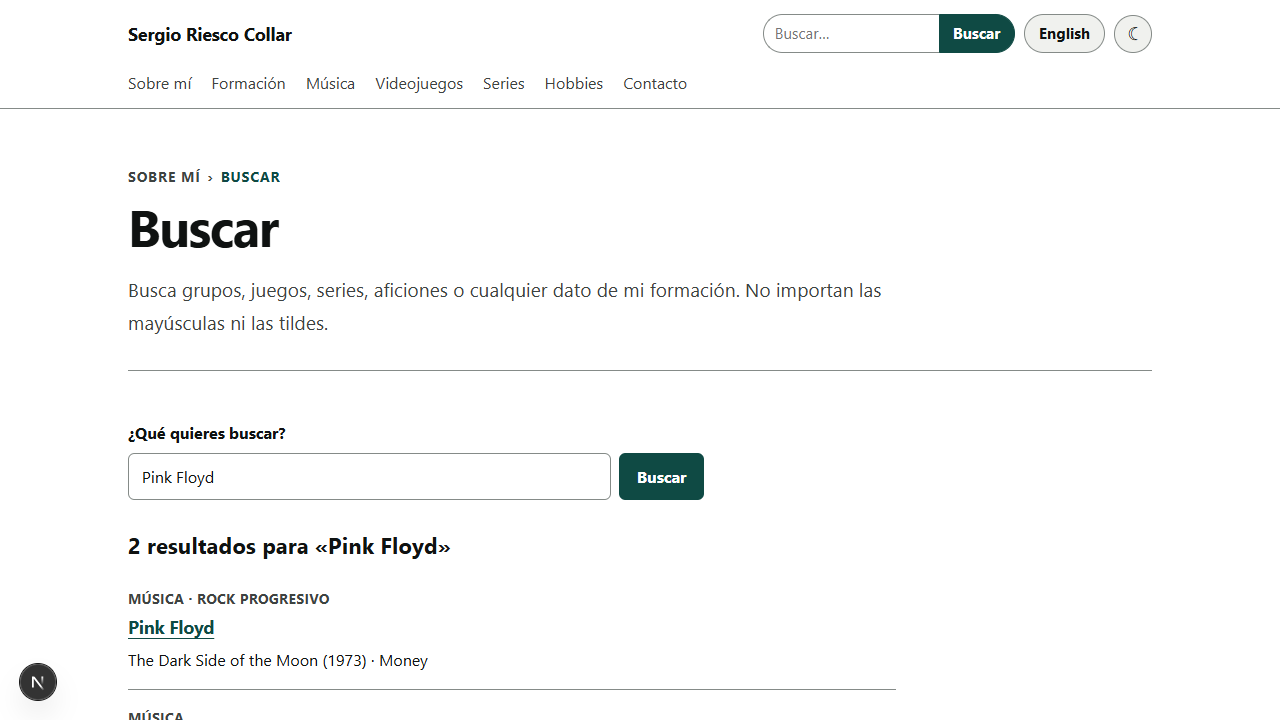 Sergio Riesco Collar
Buscar...
Buscar
English
Sobre mí
Formación
Música
Videojuegos
Series
Hobbies
Contacto
SOBRE MÍ › BUSCAR
Buscar
Busca grupos, juegos, series, aficiones o cualquier dato de mi formación. No importan las
mayúsculas ni las tildes.
¿Qué quieres buscar?
Pink Floyd
Buscar
2 resultados para «Pink Floyd»
MÚSICA · ROCK PROGRESIVO
Pink Floyd
The Dark Side of the Moon (1973) · Money
N
MÚSICA